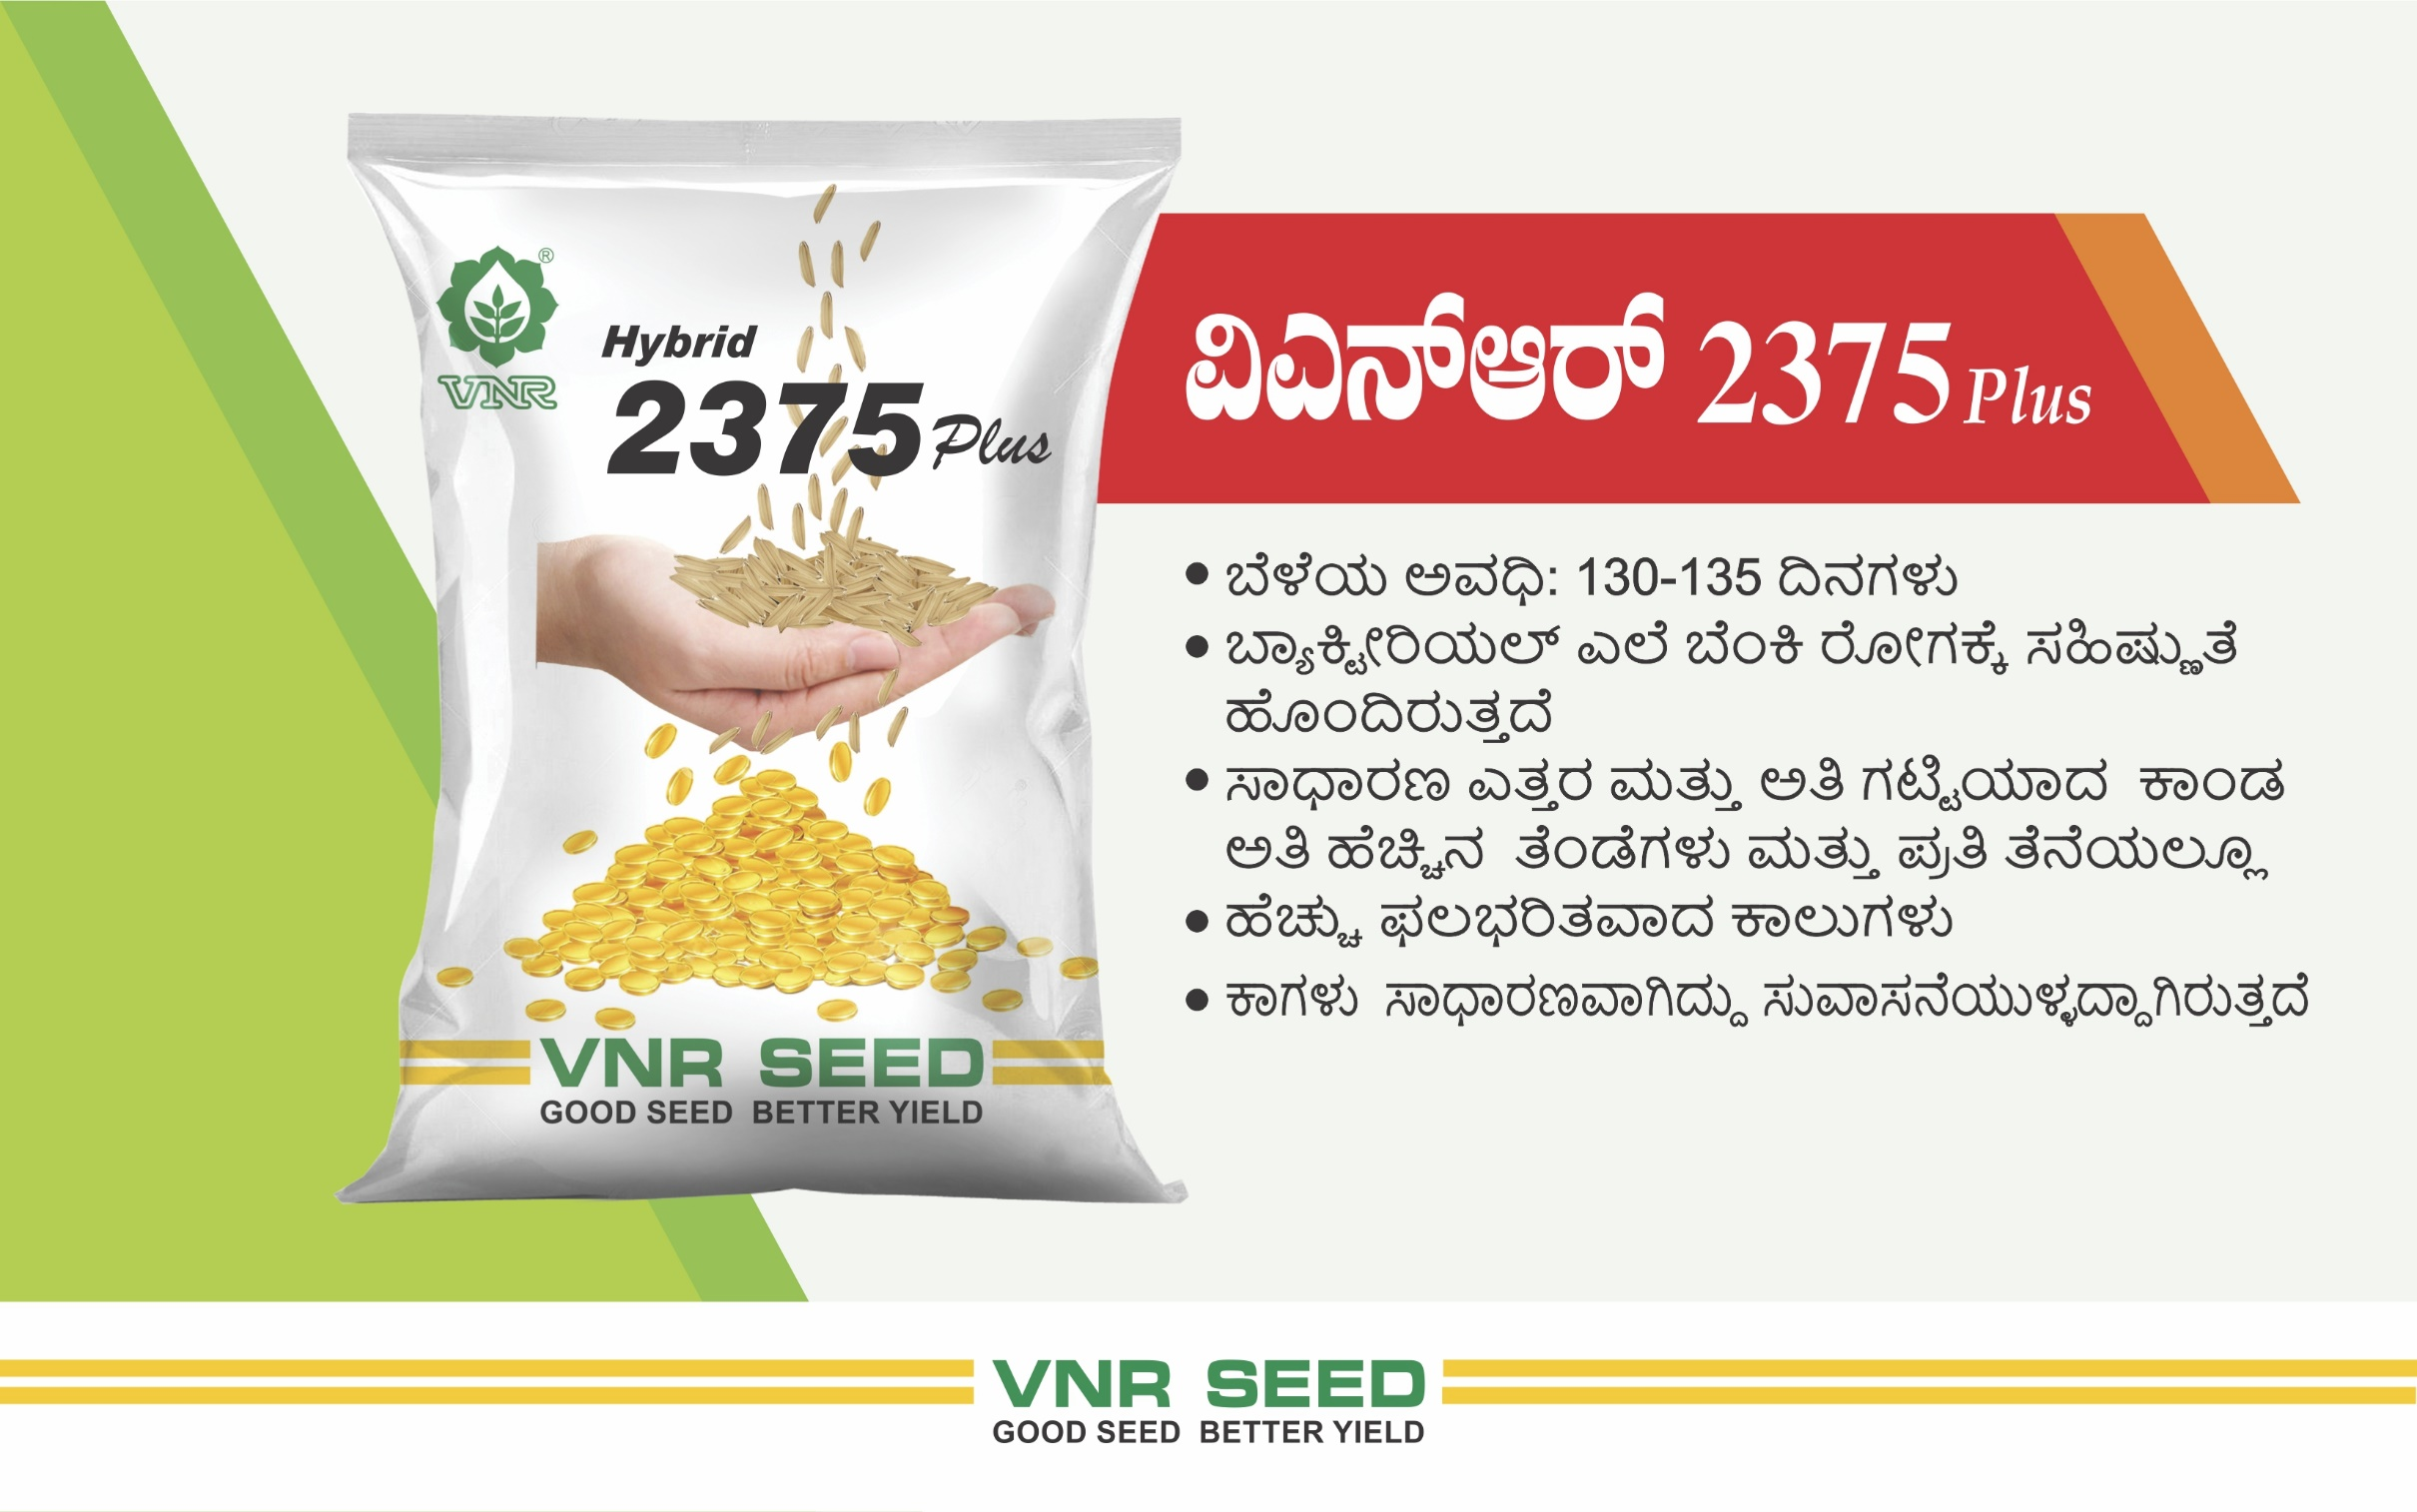 VNR
Hybrid
2375 Plus
VNR SEED
GOOD SEED BETTER YIELD
ವಿಎನ್ಆರ್ 2375 Plus
• ಬೆಳೆಯ ಅವಧಿ: 130-135 ದಿನಗಳು
• ಬ್ಯಾಕ್ಟೀರಿಯಲ್ ಎಲೆ ಬೆಂಕಿ ರೋಗಕ್ಕೆ ಸಹಿಷ್ಣುತೆ
ಹೊಂದಿರುತ್ತದೆ
• ಸಾಧಾರಣ ಎತ್ತರ ಮತ್ತು ಅತಿ ಗಟ್ಟಿಯಾದ ಕಾಂಡ
ಅತಿ ಹೆಚ್ಚಿನ ತೆಂಡೆಗಳು ಮತ್ತು ಪ್ರತಿ ತೆನೆಯಲ್ಲೂ
• ಹೆಚ್ಚು ಫಲಭರಿತವಾದ ಕಾಲುಗಳು
• ಕಾಗಳು ಸಾಧಾರಣವಾಗಿದ್ದು ಸುವಾಸನೆಯುಳ್ಳದ್ದಾಗಿರುತ್ತದೆ
VNR SEED
GOOD SEED BETTER YIELD